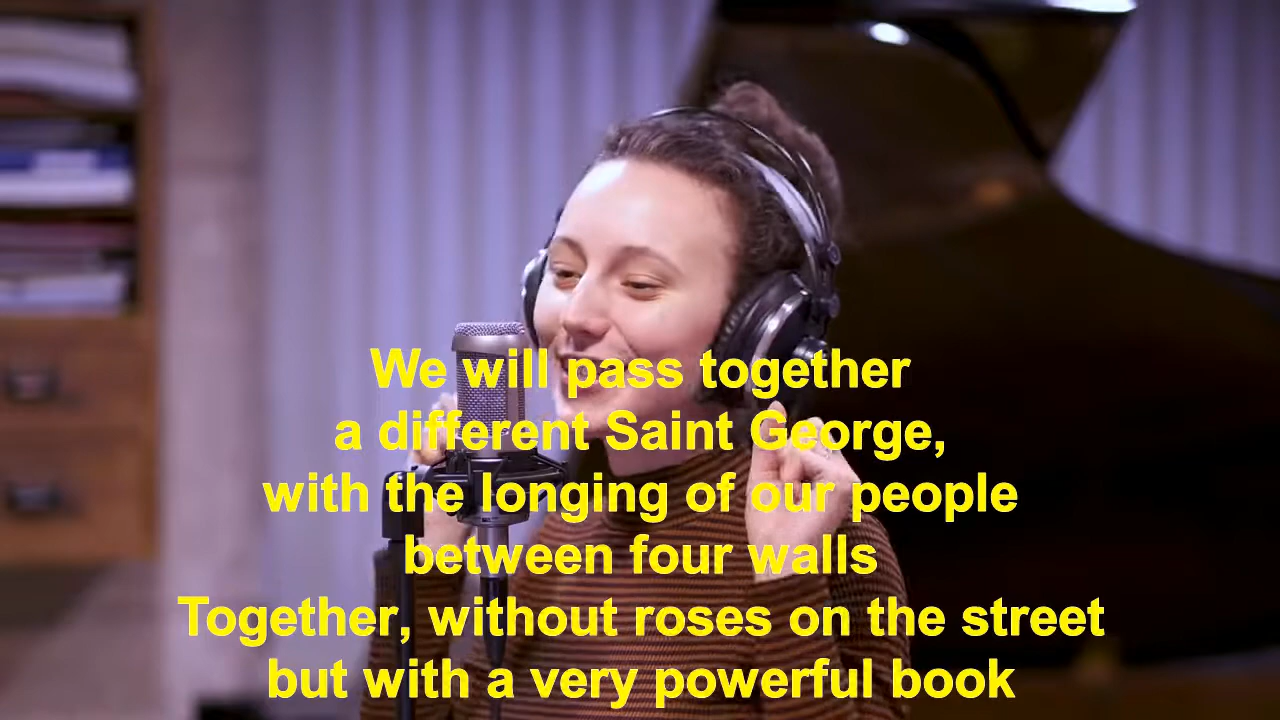 We will pass together
a different Saint George,
with the longing of our people
between four walls
Together, without roses on the street
but with a very powerful book